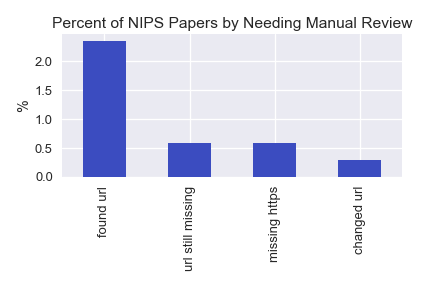 Percent of NIPS Papers by Needing Manual Review
%
2.0
1.5
1.0
0.5
0.0
found url
url still missing
missing https
changed url